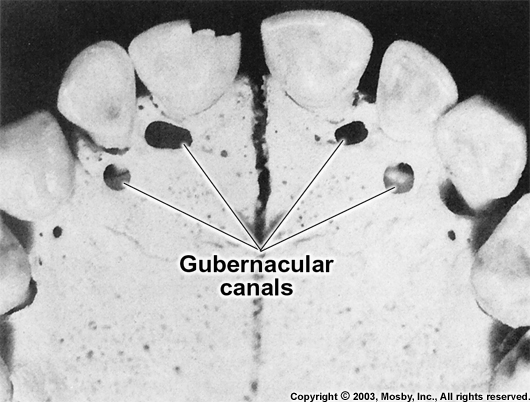 Gubernacular
canals
Copyright © 2003, Mosby, Inc., All rights reserved